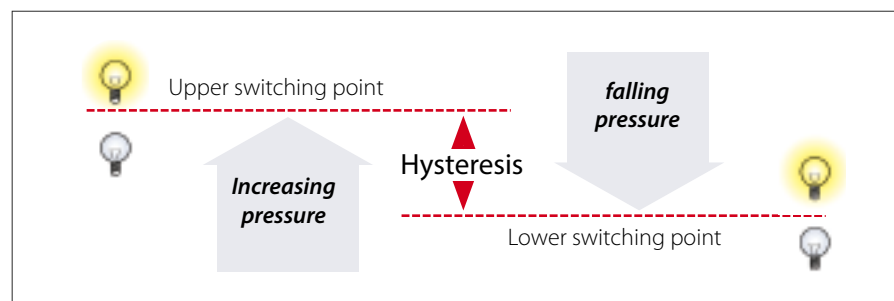 Upper switching point
Increasing
pressure
Hysteresis
falling
pressure
Lower switching point